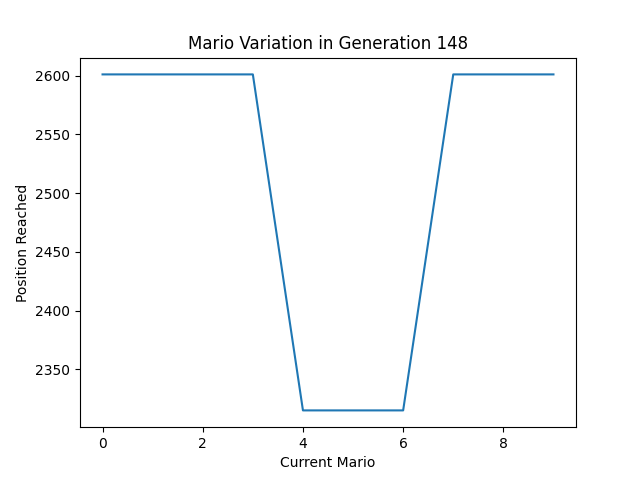 Mario Variation in Generation 148
2600
2550
2500
2450
2400
2350
Position Reached
0 2 4 6 8
Current Mario